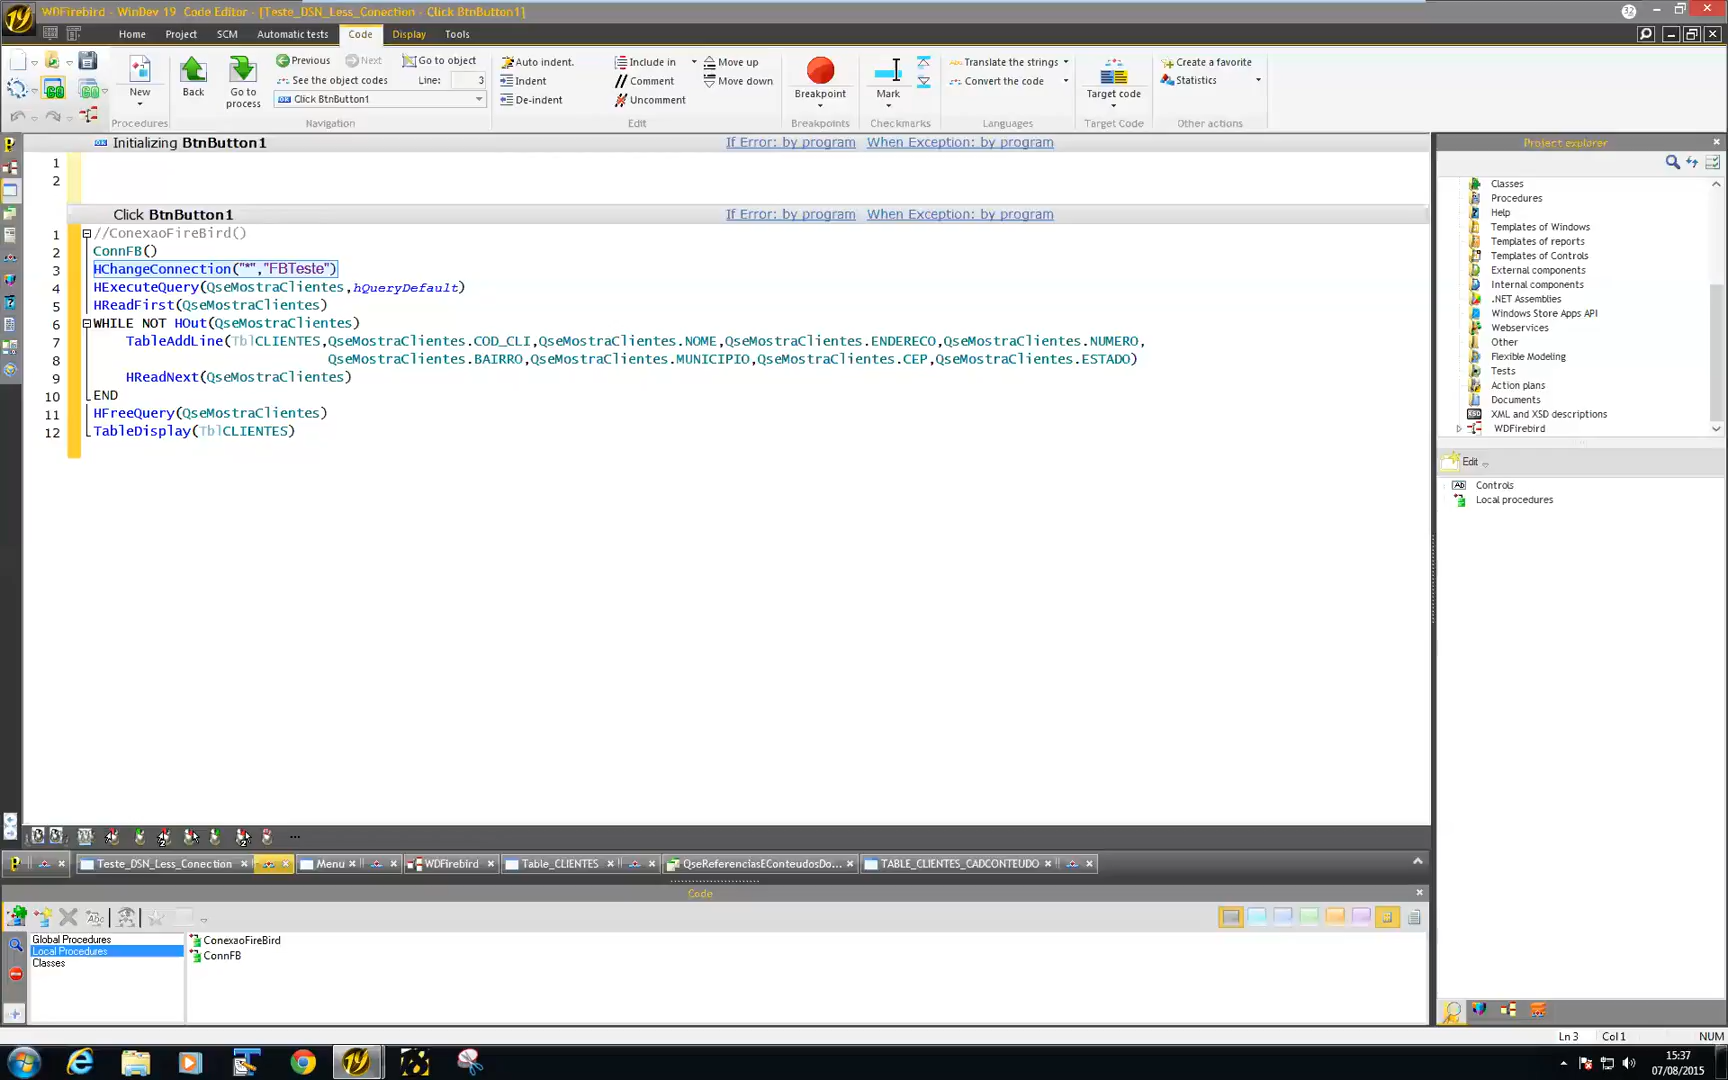 WDFirebird - WinDev 19 Code Editor - [Teste_DSN_Less_Conection - Click BtnButton1]
32
Home Project SCM Automatic tests Code Display Tools
New
Procedures
Back
Go to process
Previous Next Go to object
See the object codes Line: 3
Click BtnButton1
Navigation
Auto indent. Include in Move up
Indent Comment Move down
De-indent Uncomment
Edit
Breakpoint
Breakpoints
Mark
Checkmarks
Translate the strings
Convert the code
Languages
Target code
Target Code
Create a favorite
Statistics
Other actions
Initializing BtnButton1 If Error: by program When Exception: by program
1
2
Click BtnButton1 If Error: by program When Exception: by program
1 //ConexaoFireBird()
2 ConnFB()
3 HChangeConnection("*","FBTeste")
4 HExecuteQuery(QseMostraClientes,hQueryDefault)
5 HReadFirst(QseMostraClientes)
6 WHILE NOT HOut(QseMostraClientes)
7 TableAddLine(TblCLIENTES,QseMostraClientes.COD_CLI,QseMostraClientes.NOME,QseMostraClientes.ENDERECO,QseMostraClientes.NUMERO,
8 QseMostraClientes.BAIRRO,QseMostraClientes.MUNICIPIO,QseMostraClientes.CEP,QseMostraClientes.ESTADO)
9 HReadNext(QseMostraClientes)
10 END
11 HFreeQuery(QseMostraClientes)
12 TableDisplay(TblCLIENTES)
Project explorer
Classes
Procedures
Help
Templates of Windows
Templates of reports
Templates of Controls
External components
Internal components
.NET Assemblies
Windows Store Apps API
Webservices
Other
Flexible Modeling
Tests
Action plans
Documents
XML and XSD descriptions
WDFirebird
Edit
Controls
Local procedures
...
Teste_DSN_Less_Conection Menu WDFirebird Table_CLIENTES QseReferenciasEConteudosDo... TABLE_CLIENTES_CADCONTEUDO
Code
Global Procedures
Local Procedures
Classes
ConexaoFireBird
ConnFB
Ln 3 Col 1 NUM
15:37
07/08/2015